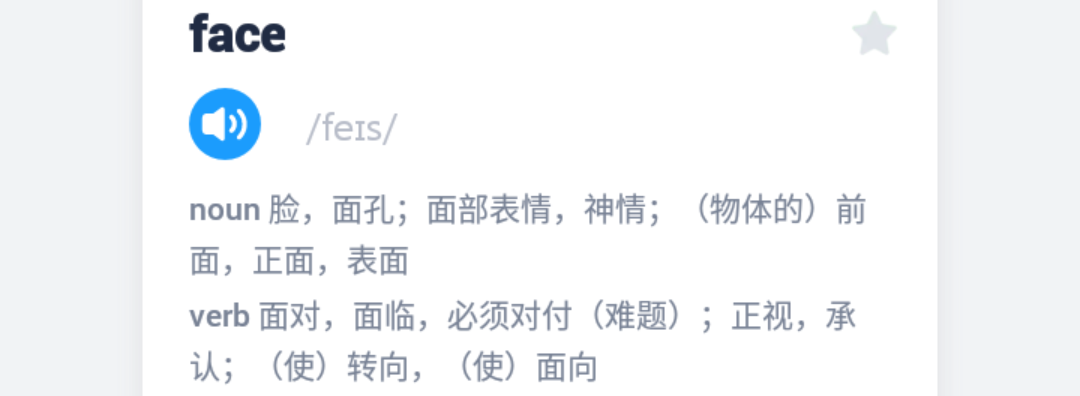 face
/feɪs/
noun 脸，面孔；面部表情，神情；（物体的）前
面，正面，表面
verb 面对，面临，必须对付（难题）；正视，承
认；（使）转向，（使）面向